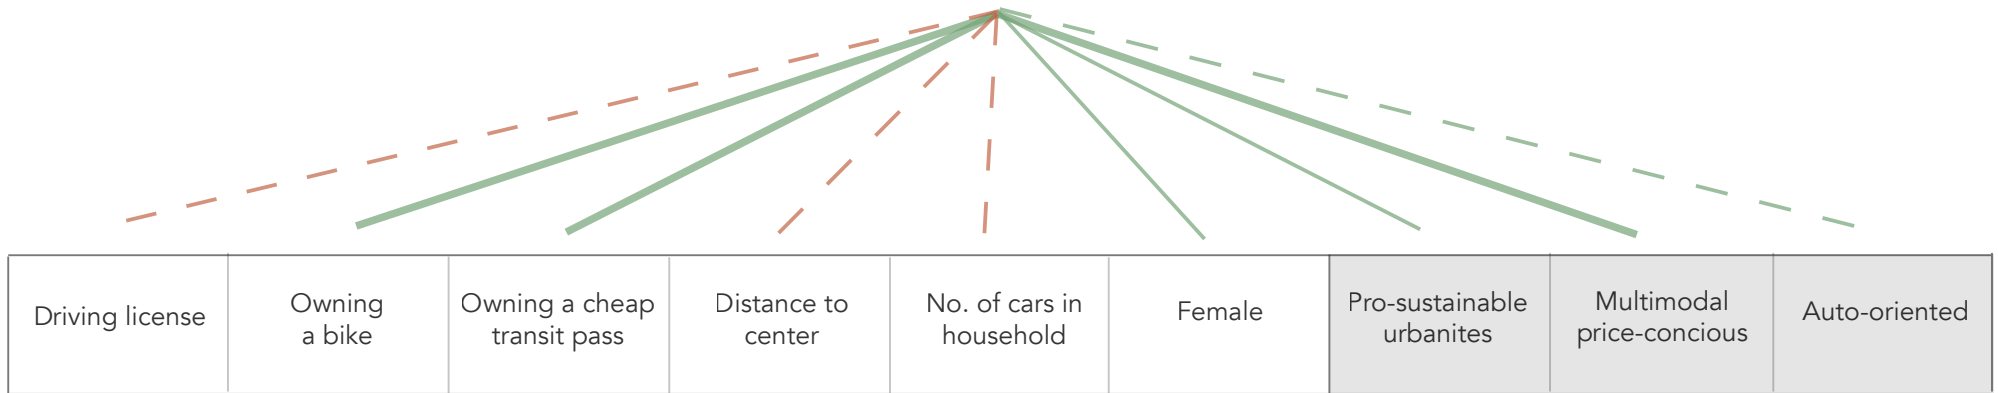 Driving license
Owning
a bike
Owning a cheap
transit pass
Distance to
center
No. of cars in
household
Female
Pro-sustainable
urbanites
Multimodal
price-concious
Auto-oriented